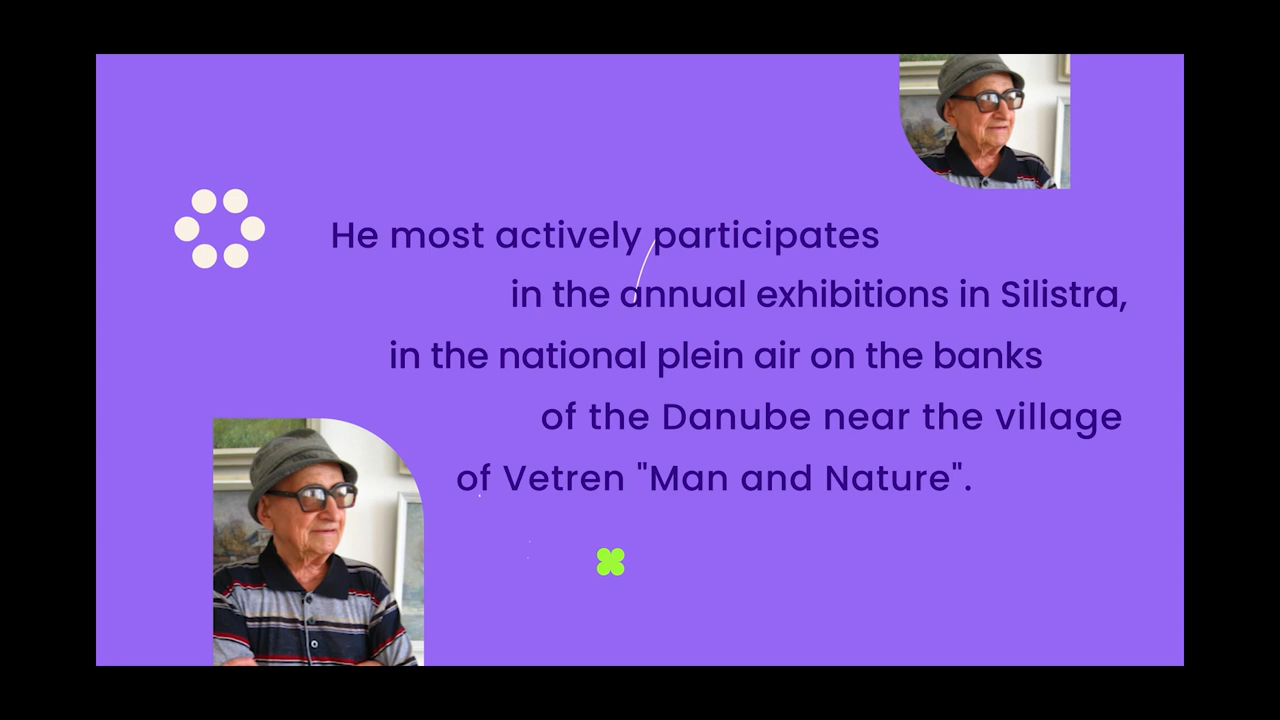 He most actively participates
in the annual exhibitions in Silistra,
in the national plein air on the banks
of the Danube near the village
of Vetren "Man and Nature".